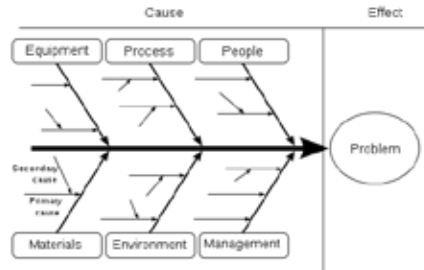 Cause Effect
Equipment Process People
Problem
Secondary
cause
Primary
cause
Materials Environment Management